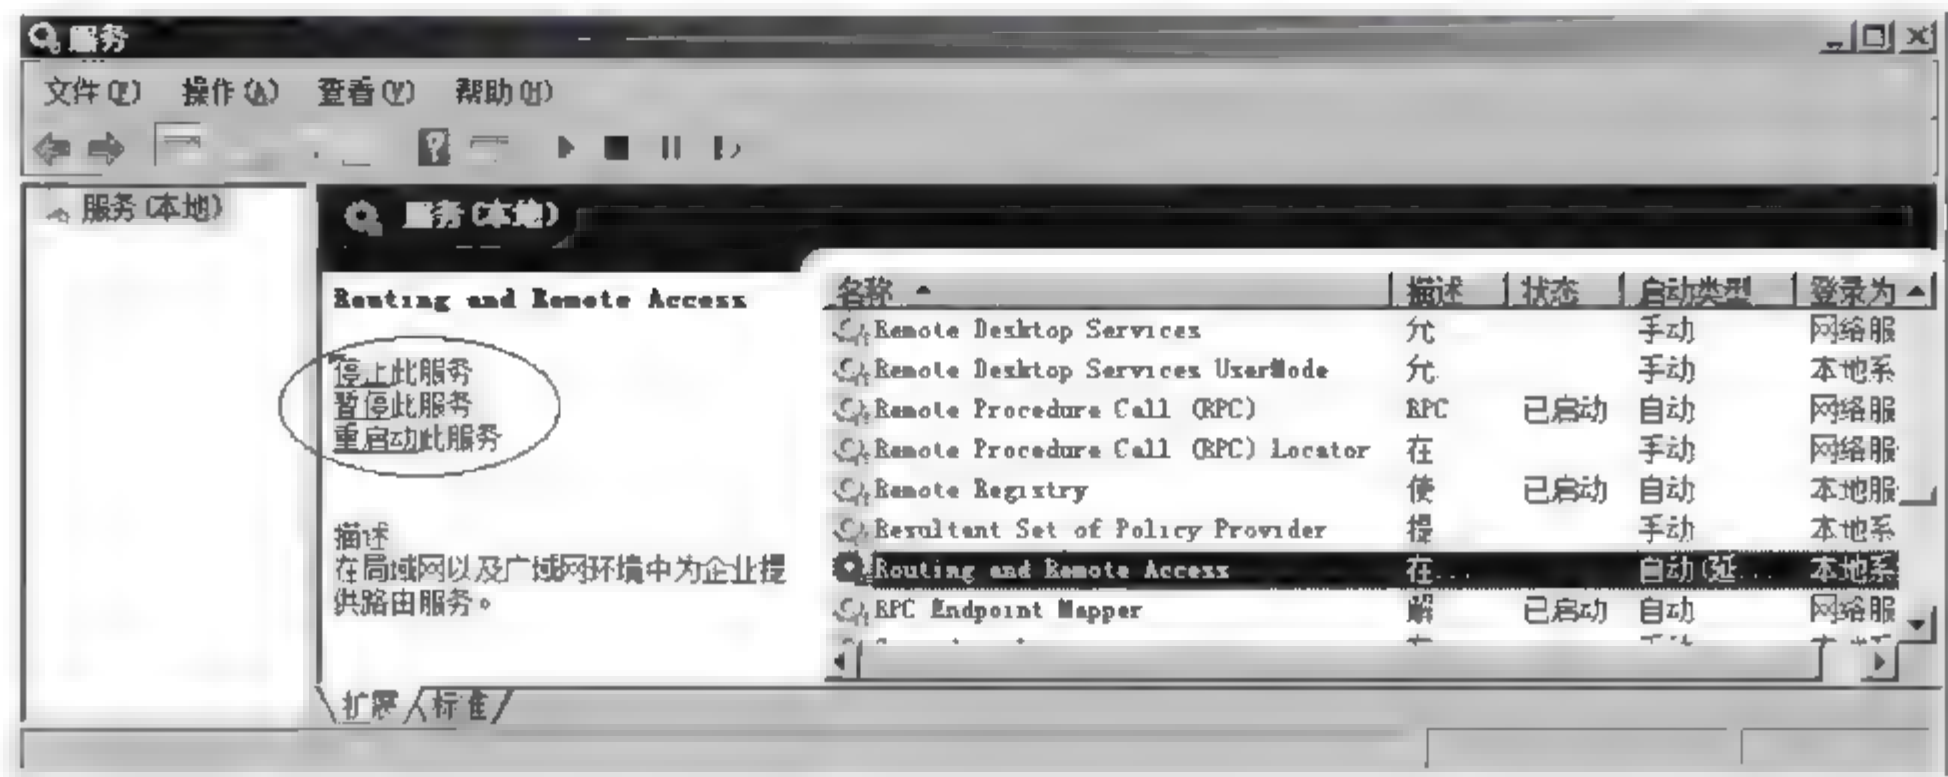 服务
文件(F) 操作(A) 查看(V) 帮助(H)
服务(本地)
服务(本地)
Routing and Remote Access
停止此服务
暂停此服务
重启动此服务
描述
在局域网以及广域网环境中为企业提
供路由服务。
名称 描述 状态 启动类型 登录为
Remote Desktop Services 允 手动 网络服
Remote Desktop Services UserMode 允 手动 本地系
Remote Procedure Call (RPC) RPC 已启动 自动 网络服
Remote Procedure Call (RPC) Locator 在 手动 网络服
Remote Registry 使 已启动 自动 本地服
Resultant Set of Policy Provider 提 手动 本地系
Routing and Remote Access 在... 自动(延... 本地系
RPC Endpoint Mapper 解 已启动 自动 网络服
扩展 标准